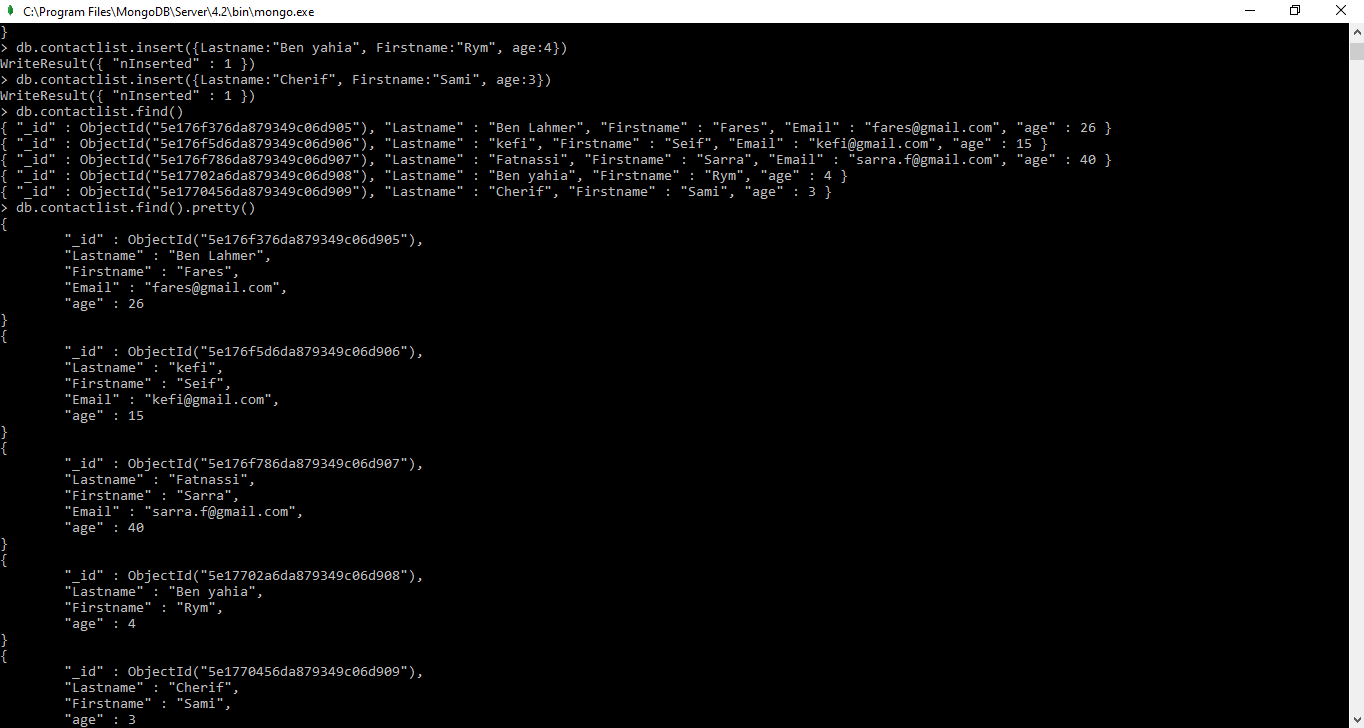 C:\Program Files\MongoDB\Server\4.2\bin\mongo.exe
}
> db.contactlist.insert({Lastname:"Ben yahia", Firstname:"Rym", age:4})
WriteResult({ "nInserted" : 1 })
> db.contactlist.insert({Lastname:"Cherif", Firstname:"Sami", age:3})
WriteResult({ "nInserted" : 1 })
> db.contactlist.find()
{ "_id" : ObjectId("5e176f376da879349c06d905"), "Lastname" : "Ben Lahmer", "Firstname" : "Fares", "Email" : "fares@gmail.com", "age" : 26 }
{ "_id" : ObjectId("5e176f5d6da879349c06d906"), "Lastname" : "kefi", "Firstname" : "Seif", "Email" : "kefi@gmail.com", "age" : 15 }
{ "_id" : ObjectId("5e176f786da879349c06d907"), "Lastname" : "Fatnassi", "Firstname" : "Sarra", "Email" : "sarra.f@gmail.com", "age" : 40 }
{ "_id" : ObjectId("5e17702a6da879349c06d908"), "Lastname" : "Ben yahia", "Firstname" : "Rym", "age" : 4 }
{ "_id" : ObjectId("5e1770456da879349c06d909"), "Lastname" : "Cherif", "Firstname" : "Sami", "age" : 3 }
> db.contactlist.find().pretty()
{
        "_id" : ObjectId("5e176f376da879349c06d905"),
        "Lastname" : "Ben Lahmer",
        "Firstname" : "Fares",
        "Email" : "fares@gmail.com",
        "age" : 26
}
{
        "_id" : ObjectId("5e176f5d6da879349c06d906"),
        "Lastname" : "kefi",
        "Firstname" : "Seif",
        "Email" : "kefi@gmail.com",
        "age" : 15
}
{
        "_id" : ObjectId("5e176f786da879349c06d907"),
        "Lastname" : "Fatnassi",
        "Firstname" : "Sarra",
        "Email" : "sarra.f@gmail.com",
        "age" : 40
}
{
        "_id" : ObjectId("5e17702a6da879349c06d908"),
        "Lastname" : "Ben yahia",
        "Firstname" : "Rym",
        "age" : 4
}
{
        "_id" : ObjectId("5e1770456da879349c06d909"),
        "Lastname" : "Cherif",
        "Firstname" : "Sami",
        "age" : 3